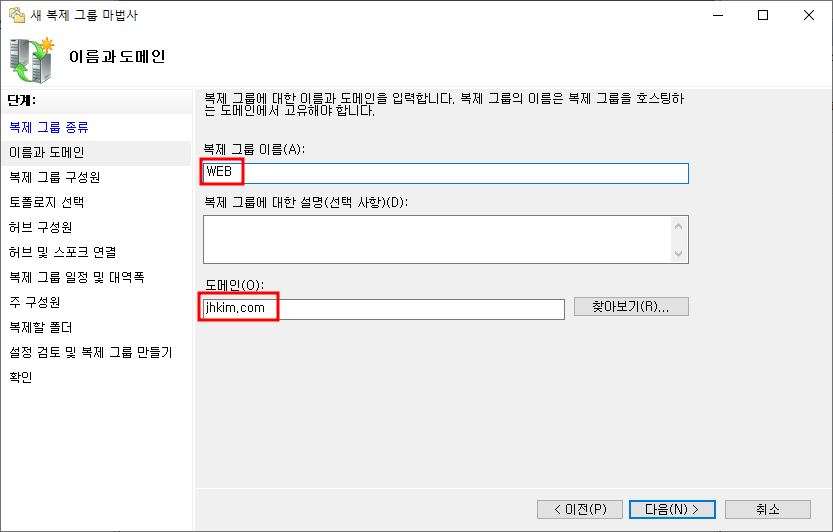 새 복제 그룹 마법사
이름과 도메인
단계:
복제 그룹 종류
이름과 도메인
복제 그룹 구성원
토폴로지 선택
허브 구성원
허브 및 스포크 연결
복제 그룹 일정 및 대역폭
주 구성원
복제할 폴더
설정 검토 및 복제 그룹 만들기
확인
복제 그룹에 대한 이름과 도메인을 입력합니다. 복제 그룹의 이름은 복제 그룹을 호스팅하
는 도메인에서 고유해야 합니다.
복제 그룹 이름(A):
WEB
복제 그룹에 대한 설명(선택 사항)(D):
도메인(O):
jhkim.com
찾아보기(R)...
< 이전(P)
다음(N) >
취소